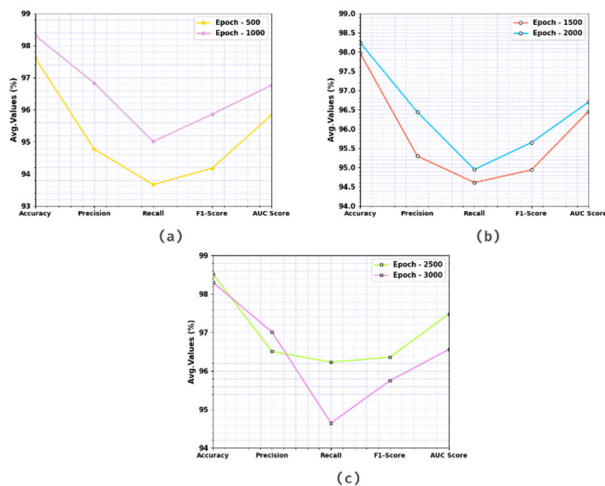 Epoch - 500
Epoch - 1000
Avg.Values (%)
99
98
97
96
95
94
93
Accuracy Precision Recall F1-Score AUC Score
(a)
Epoch - 1500
Epoch - 2000
Avg.Values (%)
99.0
98.5
98.0
97.5
97.0
96.5
96.0
95.5
95.0
94.5
94.0
Accuracy Precision Recall F1-Score AUC Score
(b)
Epoch - 2500
Epoch - 3000
Avg.Values (%)
99
98
97
96
95
94
Accuracy Precision Recall F1-Score AUC Score
(c)